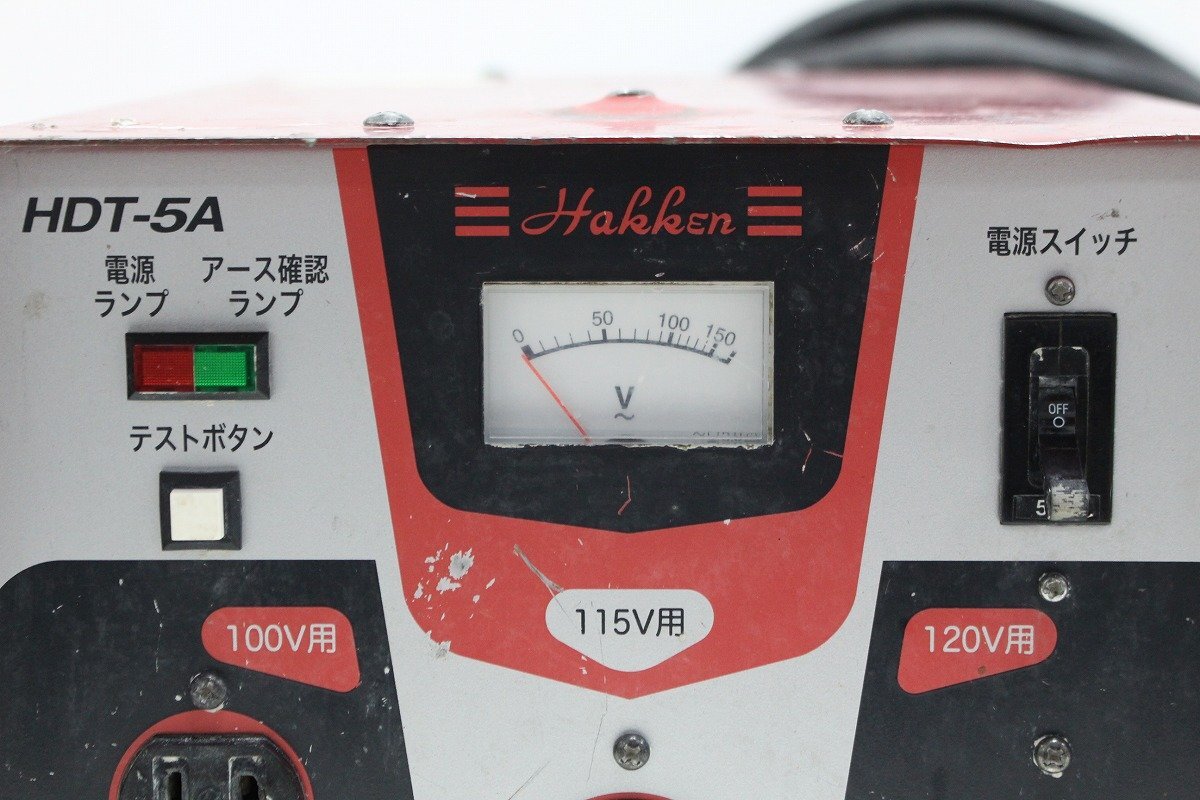 HDT-5A
Hakken
電源
ランプ
アース確認
ランプ
テストボタン
0 50 100 150
V
~
電源スイッチ
OFF
100V用
115V用
120V用